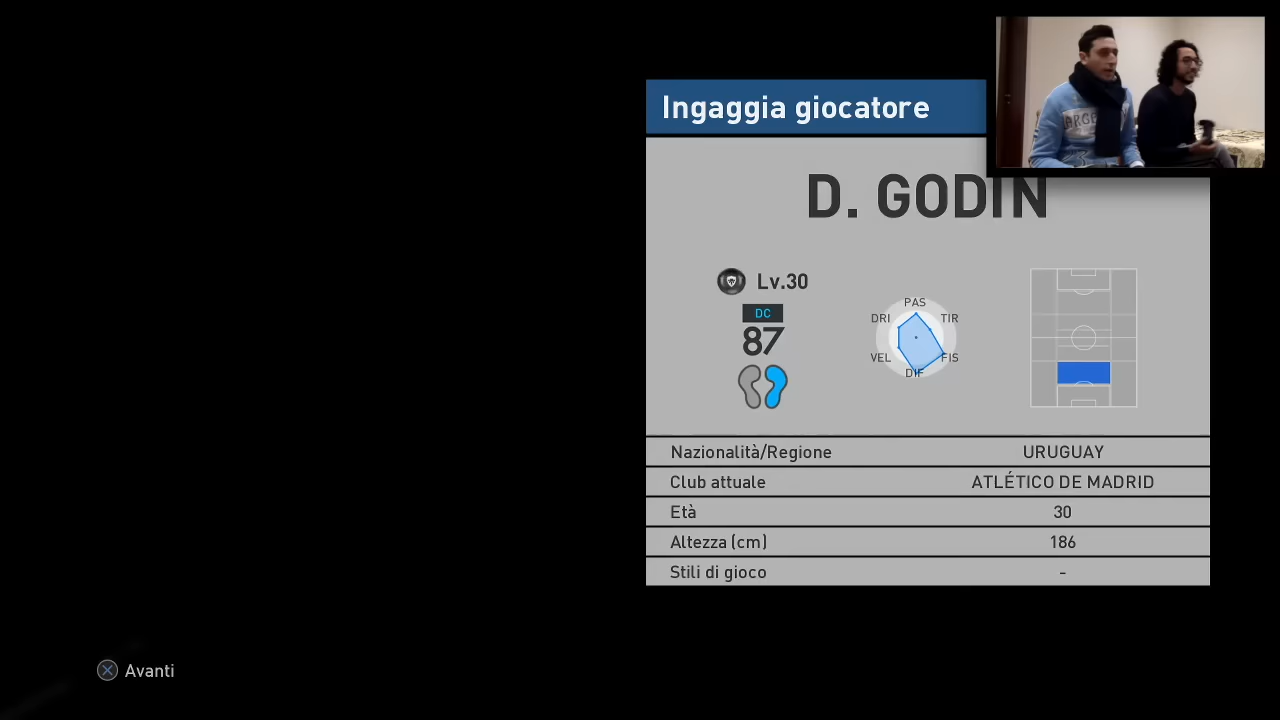 Ingaggia giocatore
D. GODIN
Lv.30
DC
87
PAS
DRI
TIR
VEL
FIS
DIF
Nazionalità/Regione URUGUAY
Club attuale ATLÉTICO DE MADRID
Età 30
Altezza (cm) 186
Stili di gioco -
Avanti